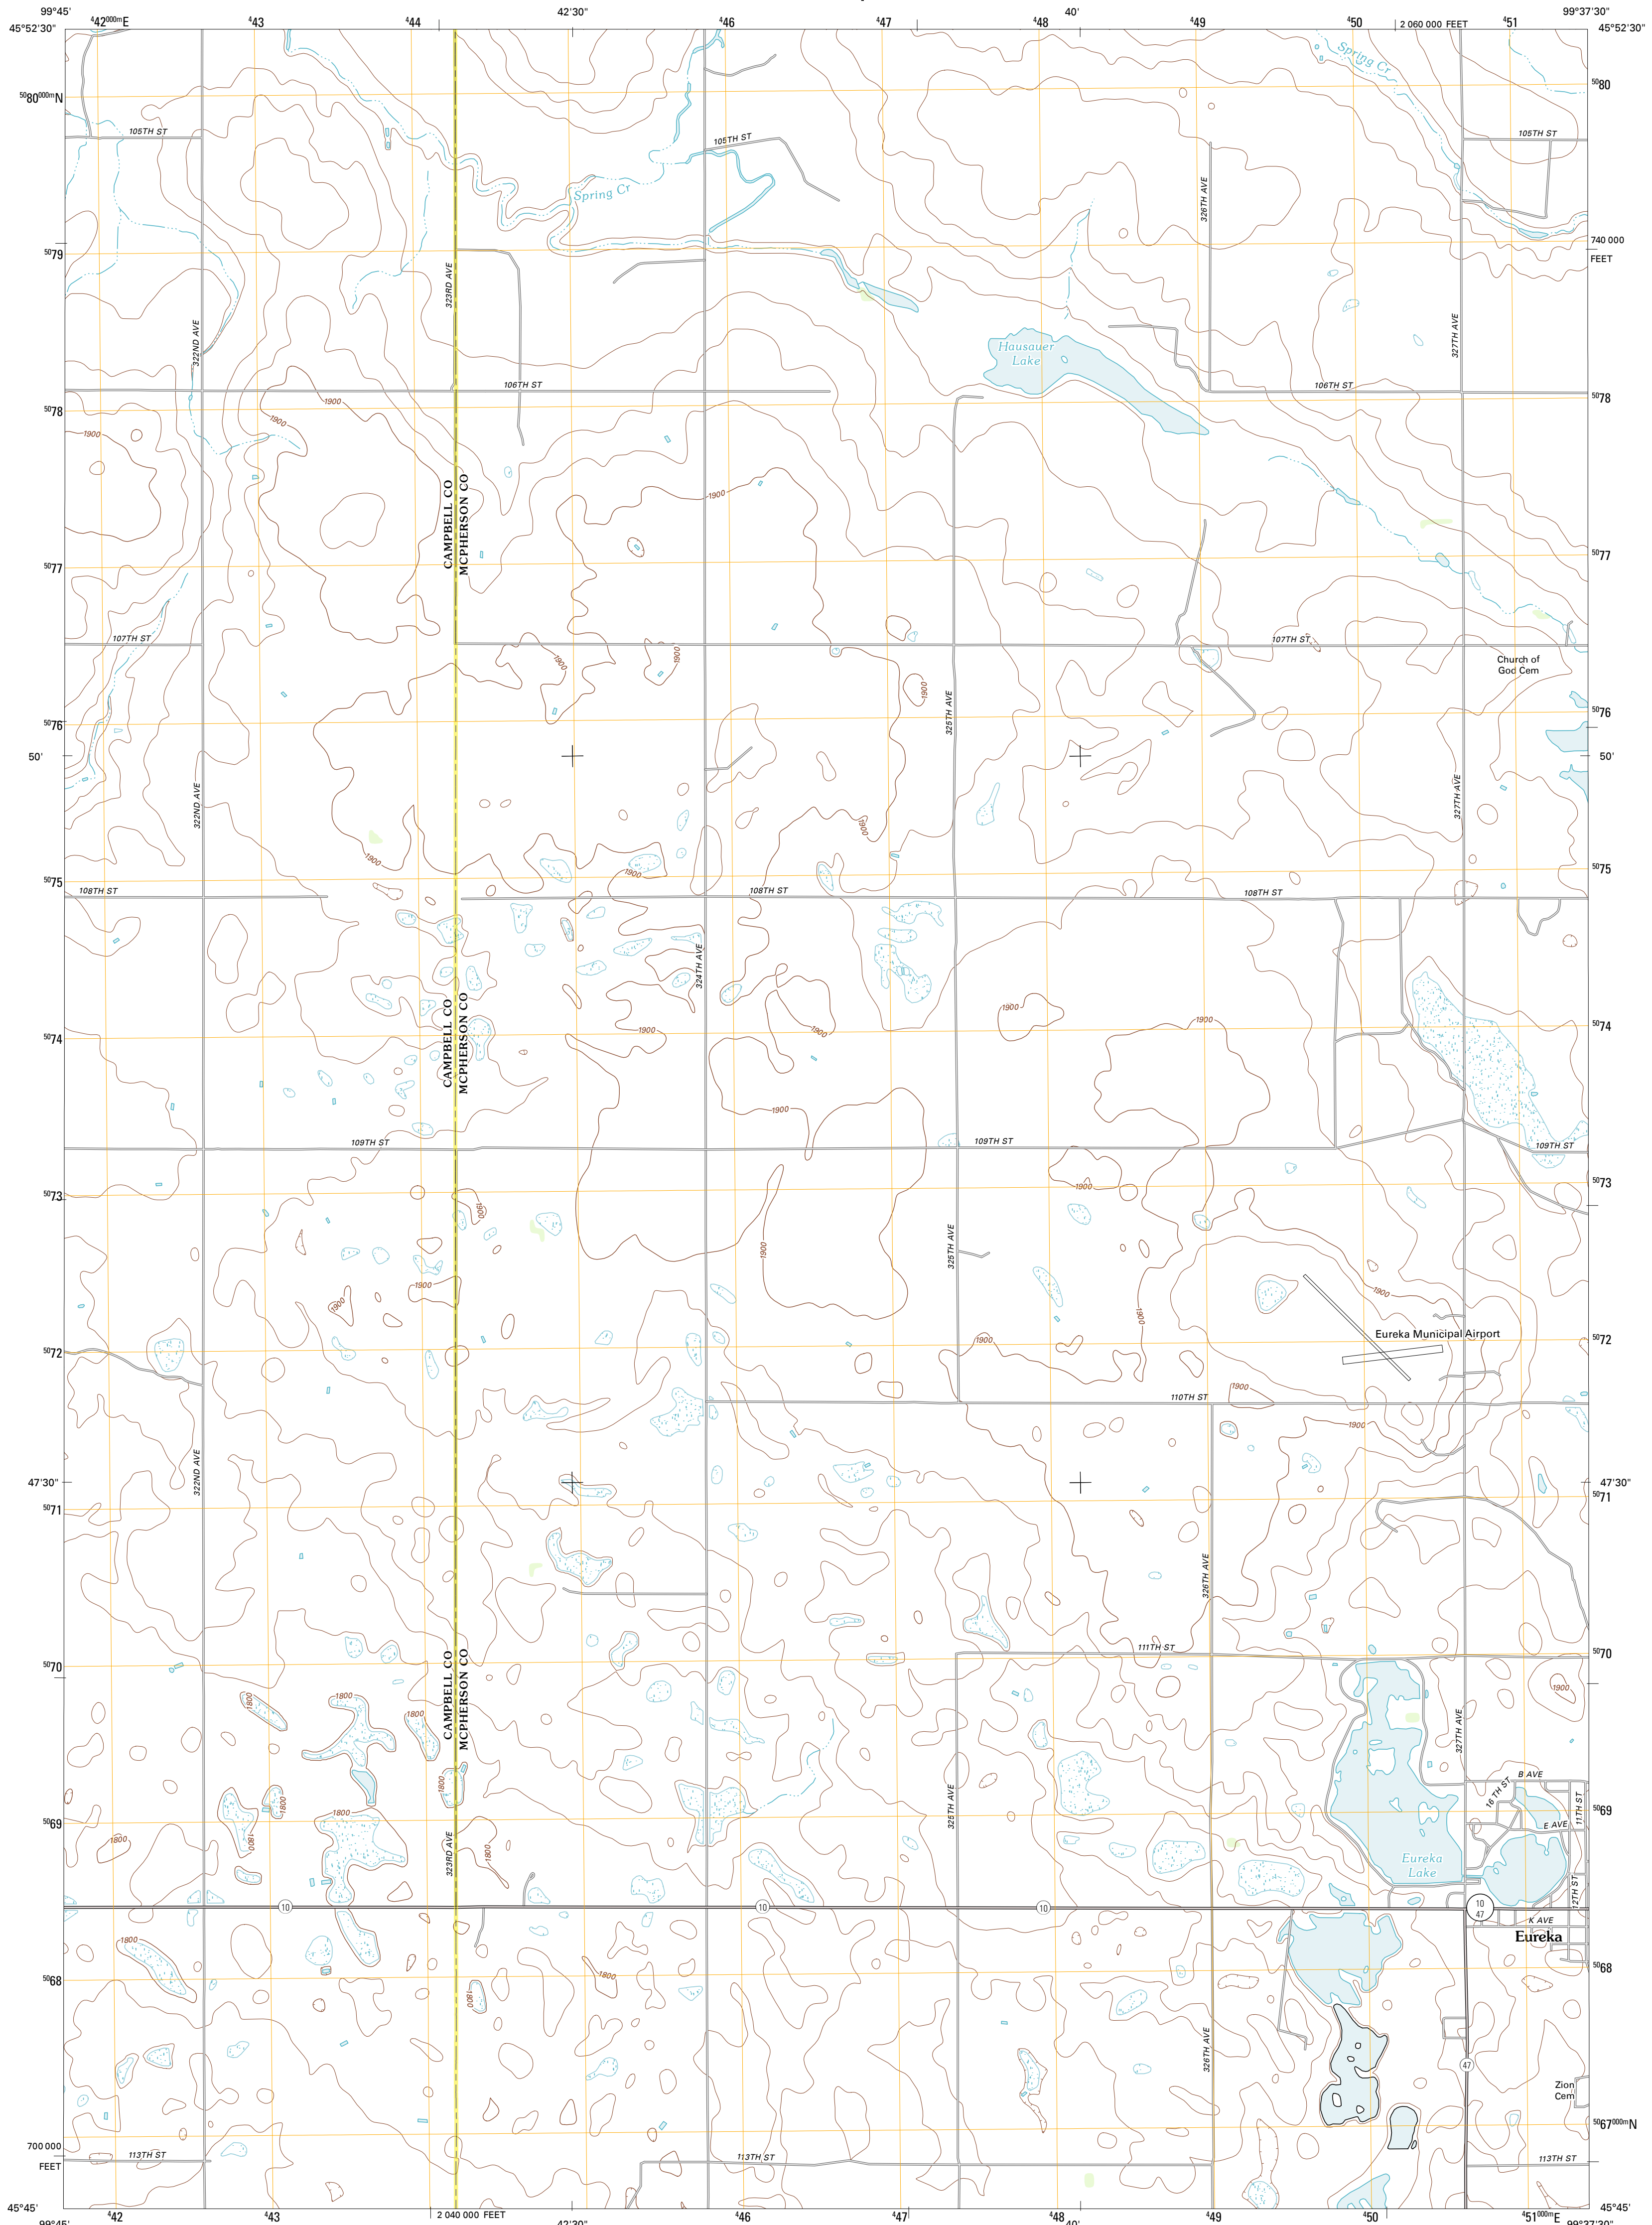 99°45'
⁴42⁰⁰⁰ᵐE
43
⁴44
42'30"
⁴46
⁴47
⁴48
40'
⁴49
⁴50
2 060 000 FEET
⁴51
99°37'30"
45°52'30"
45°52'30"
Spring Cr
⁵⁰80⁰⁰⁰ᵐN
⁵⁰80
105TH ST
105TH ST
105TH ST
Spring Cr
326TH AVE
740 000
FEET
⁵⁰79
323RD AVE
322ND AVE
327TH AVE
Hausauer
Lake
106TH ST
106TH ST
⁵⁰78
⁵⁰78
1900
1900
1900
1900
CAMPBELL CO
MCPHERSON CO
⁵⁰77
⁵⁰77
107TH ST
107TH ST
Church of
God Cem
1900
1900
1900
325TH AVE
⁵⁰76
⁵⁰76
50'
50'
322ND AVE
327TH AVE
1900
1900
1900
⁵⁰75
⁵⁰75
108TH ST
108TH ST
108TH ST
324TH AVE
1900
1900
1900
1900
CAMPBELL CO
MCPHERSON CO
⁵⁰74
⁵⁰74
1900
109TH ST
109TH ST
109TH ST
1900
⁵⁰73
⁵⁰73
1900
1900
325TH AVE
1900
1900
1900
1900
1900
Eureka Municipal Airport
⁵⁰72
⁵⁰72
1900
110TH ST
1900
322ND AVE
47'30"
47'30"
⁵⁰71
⁵⁰71
326TH AVE
111TH ST
⁵⁰70
⁵⁰70
CAMPBELL CO
MCPHERSON CO
1800
1800
1800
1900
327TH AVE
1800
1800
1800
B AVE
16 TH ST
11TH ST
E AVE
325TH AVE
⁵⁰69
⁵⁰69
1800
1800
323RD AVE
1800
Eureka
Lake
12TH ST
10
10
10
10
47
K AVE
Eureka
1800
1800
1800
⁵⁰68
⁵⁰68
326TH AVE
47
Zion
Cem
⁵⁰67⁰⁰⁰ᵐN
700 000
FEET
113TH ST
113TH ST
113TH ST
45°45'
45°45'
⁴42
⁴43
2 040 000 FEET
42'30"
⁴46
⁴47
⁴48
40'
⁴49
⁴50
⁴51⁰⁰⁰ᵐE
99°45'
99°37'30"